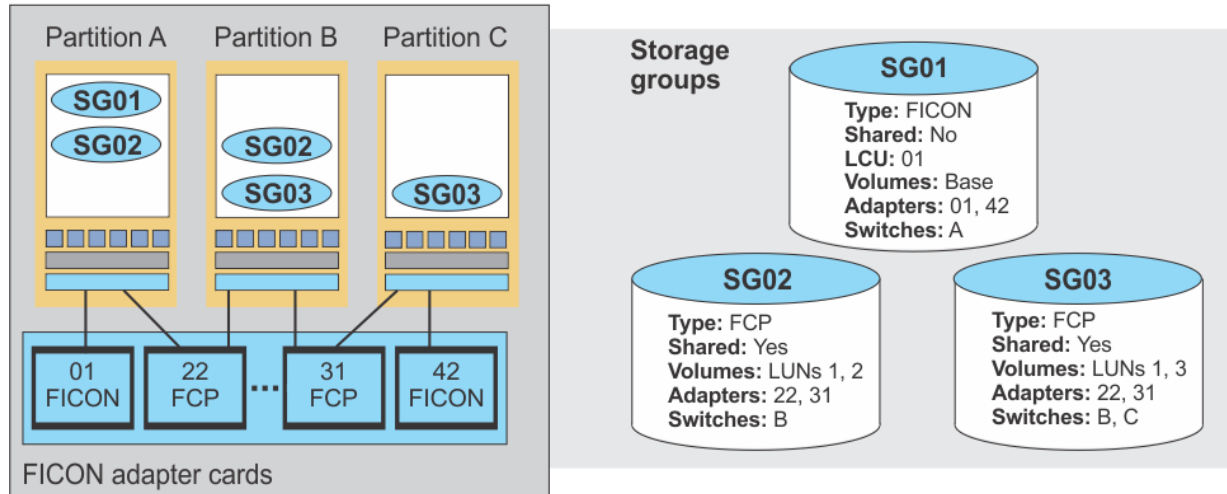 Partition A
Partition B
Partition C
SG01
SG02
SG02
SG03
SG03
01
FICON
22
FCP
...
31
FCP
42
FICON
FICON adapter cards
Storage
groups
SG01
Type: FICON
Shared: No
LCU: 01
Volumes: Base
Adapters: 01, 42
Switches: A
SG02
Type: FCP
Shared: Yes
Volumes: LUNs 1, 2
Adapters: 22, 31
Switches: B
SG03
Type: FCP
Shared: Yes
Volumes: LUNs 1, 3
Adapters: 22, 31
Switches: B, C